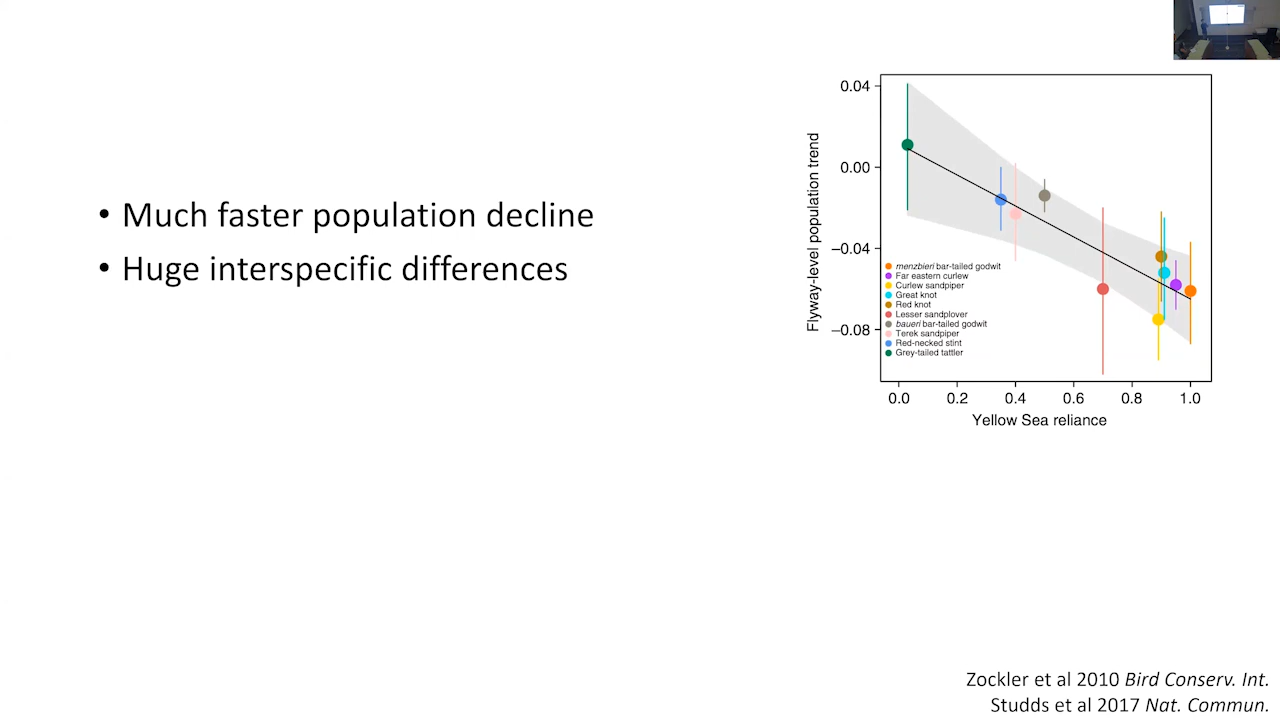 • Much faster population decline
• Huge interspecific differences
0.04
0.00
−0.04
−0.08
Flyway-level population trend
menzbieri bar-tailed godwit
Far eastern curlew
Curlew sandpiper
Great knot
Red knot
Lesser sandplover
baueri bar-tailed godwit
Terek sandpiper
Red-necked stint
Grey-tailed tattler
0.0 0.2 0.4 0.6 0.8 1.0
Yellow Sea reliance
Zockler et al 2010 Bird Conserv. Int.
Studds et al 2017 Nat. Commun.